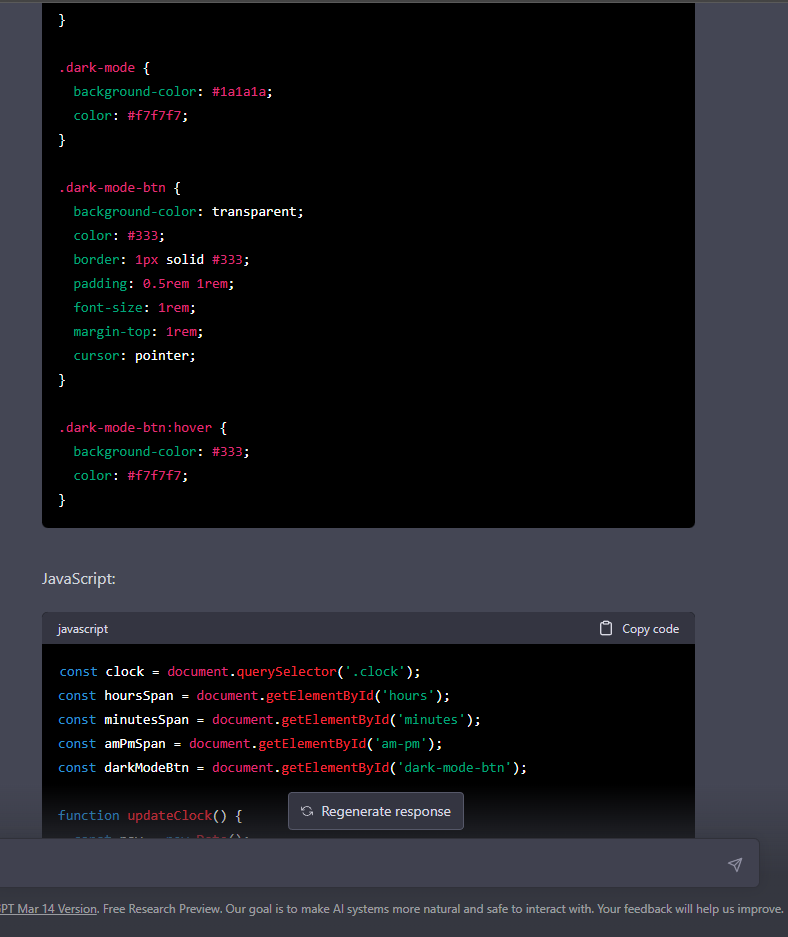 }
.dark-mode {
  background-color: #1a1a1a;
  color: #f7f7f7;
}
.dark-mode-btn {
  background-color: transparent;
  color: #333;
  border: 1px solid #333;
  padding: 0.5rem 1rem;
  font-size: 1rem;
  margin-top: 1rem;
  cursor: pointer;
}
.dark-mode-btn:hover {
  background-color: #333;
  color: #f7f7f7;
}
JavaScript:
javascript Copy code
const clock = document.querySelector('.clock');
const hoursSpan = document.getElementById('hours');
const minutesSpan = document.getElementById('minutes');
const amPmSpan = document.getElementById('am-pm');
const darkModeBtn = document.getElementById('dark-mode-btn');
function updateClock() {
Regenerate response
PT Mar 14 Version. Free Research Preview. Our goal is to make AI systems more natural and safe to interact with. Your feedback will help us improve.